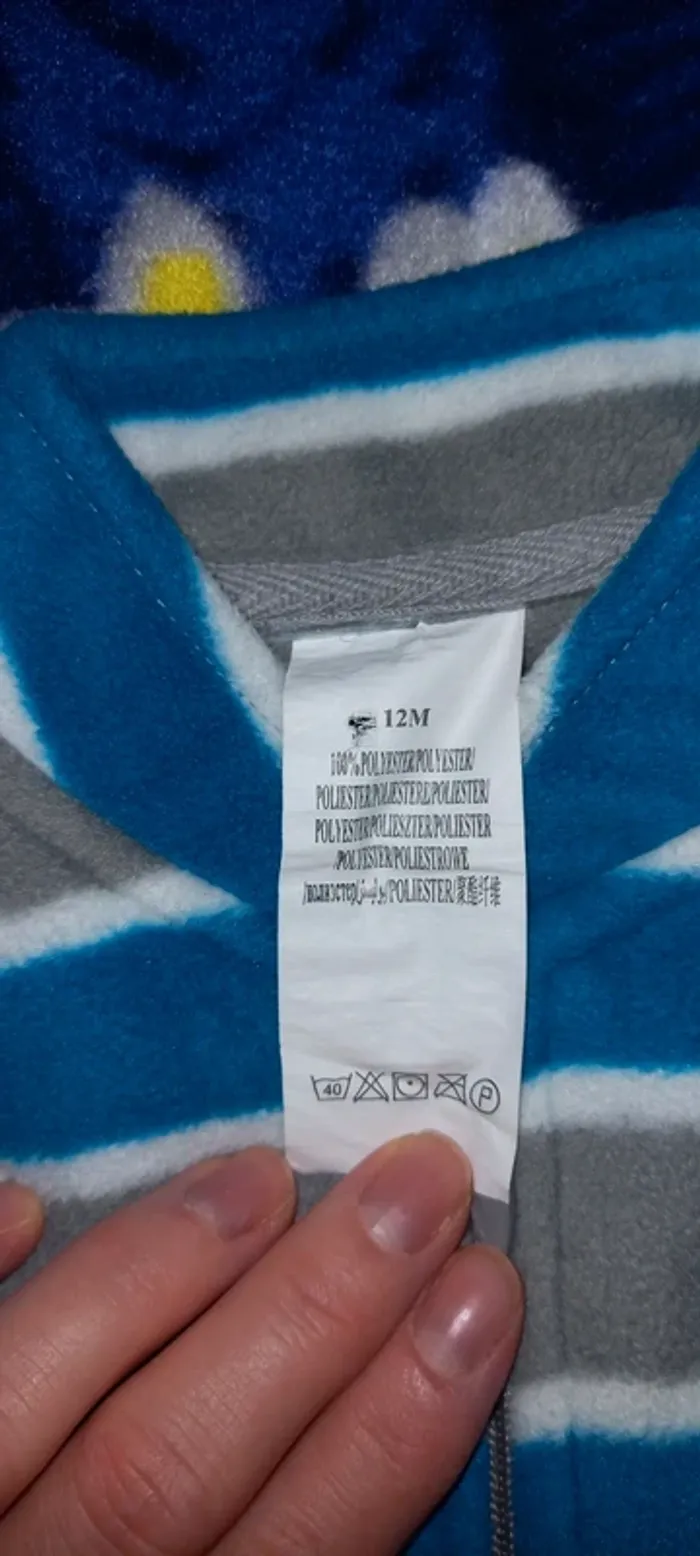 12M
100%POLYESTER/POLYESTER/
POLIESTER/POLIESTERE/POLIESTER/
POLYESTER/POLIESZTER/POLIESTER
/POLYESTER/POLIESTROWE
/POLIESTER/聚酯纤维
40
P